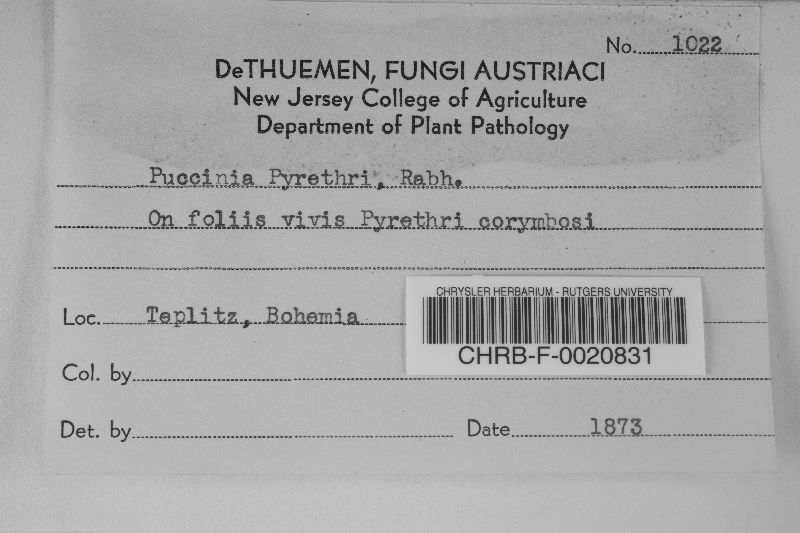 No. 1022
DeTHUEMEN, FUNGI AUSTRIACI
New Jersey College of Agriculture
Department of Plant Pathology
Puccinia Pyrethri, Rabh.
On foliis vivis Pyrethri corymbosi
Loc. Teplitz, Bohemia
CHRYSLER HERBARIUM - RUTGERS UNIVERSITY
CHRB-F-0020831
Col. by
Det. by Date 1873